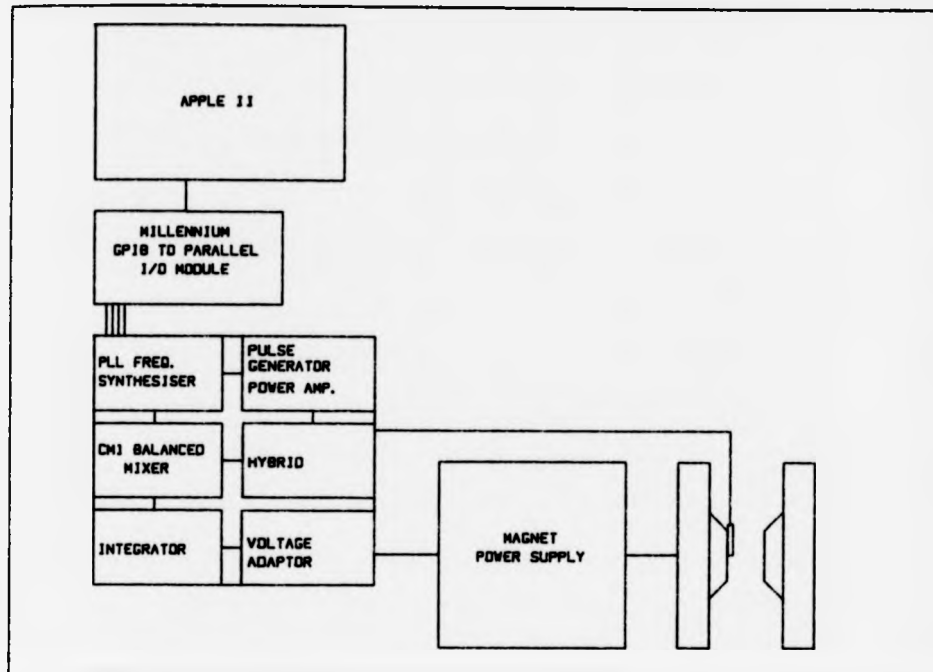 APPLE II
MILLENNIUM
GPIB TO PARALLEL
I/O MODULE
PLL FREQ.
SYNTHESISER
PULSE
GENERATOR
POWER AMP.
CM1 BALANCED
MIXER
HYBRID
INTEGRATOR
VOLTAGE
ADAPTOR
MAGNET
POWER SUPPLY